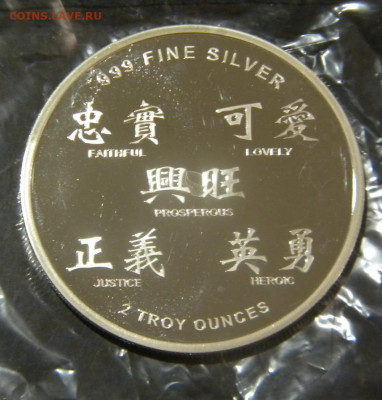 COINS.LAVE.RU
999 FINE SILVER
忠實 可愛
FAITHFUL LOVELY
興旺
PROSPEROUS
正義 英勇
JUSTICE HEROIC
2 TROY OUNCES